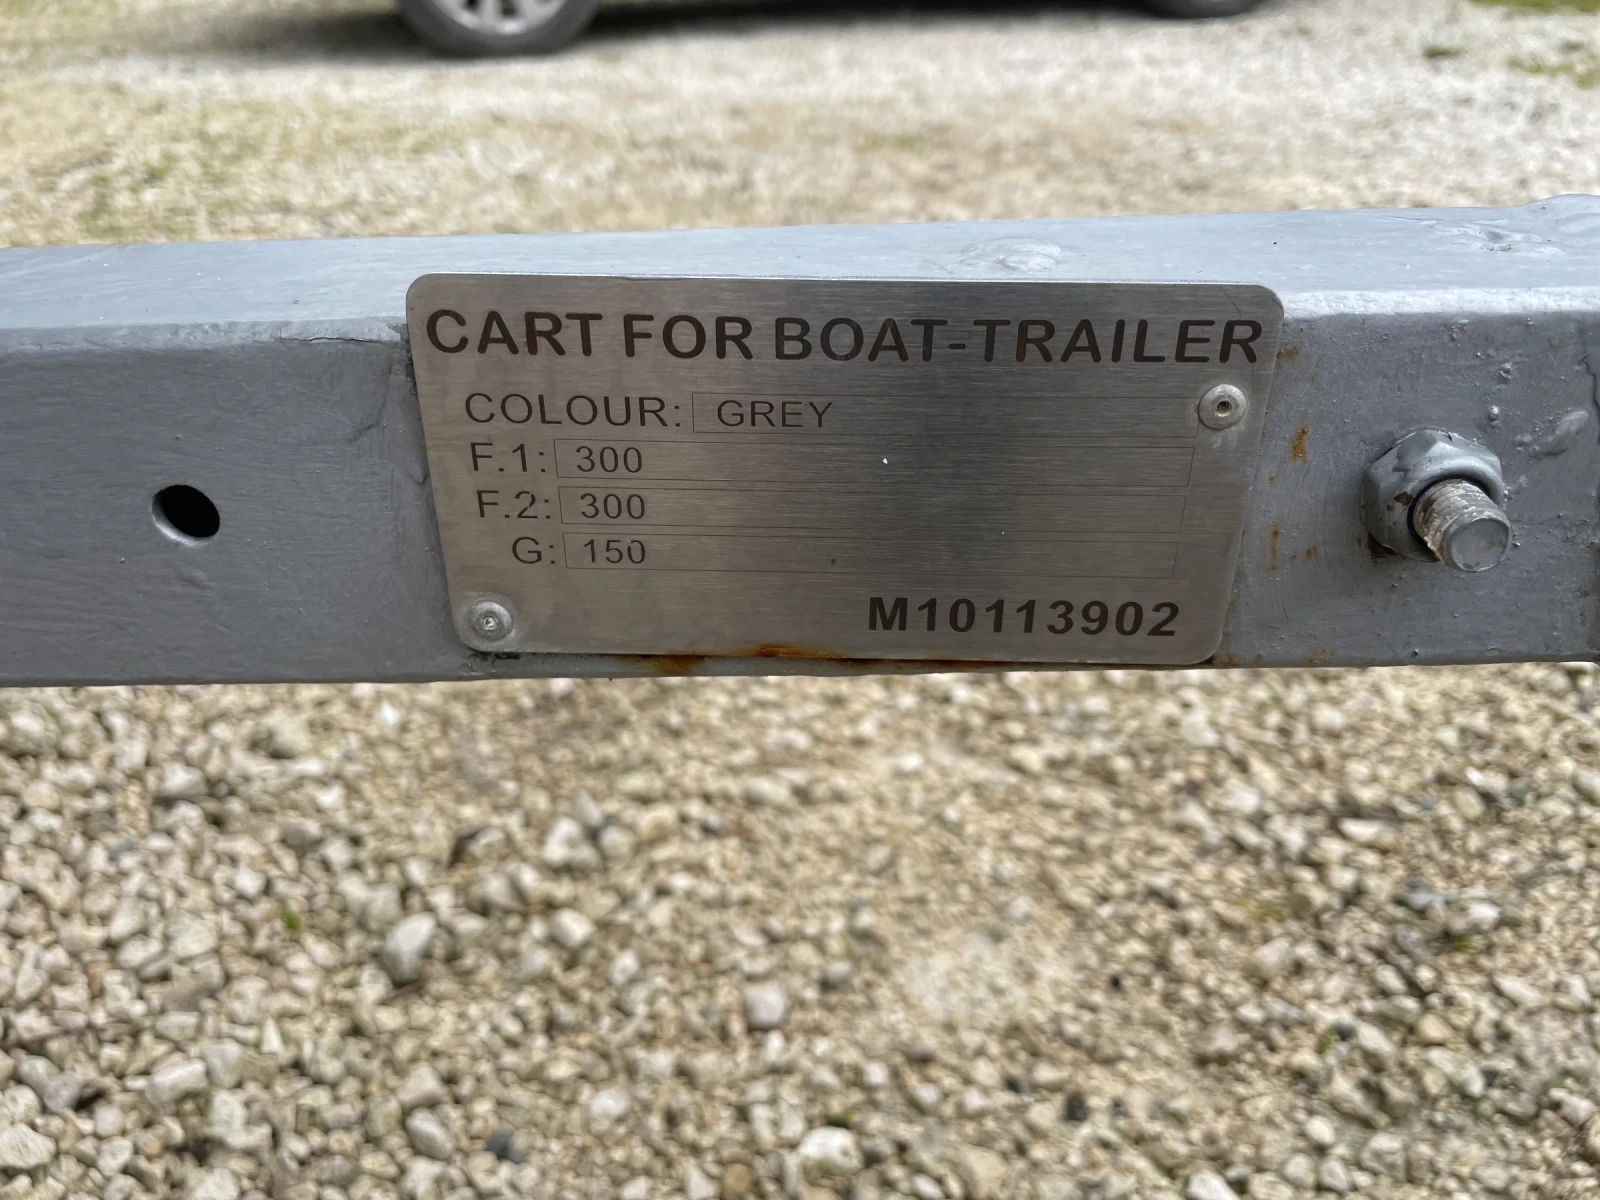 CART FOR BOAT-TRAILER
COLOUR: GREY
F.1: 300
F.2: 300
G: 150
M10113902